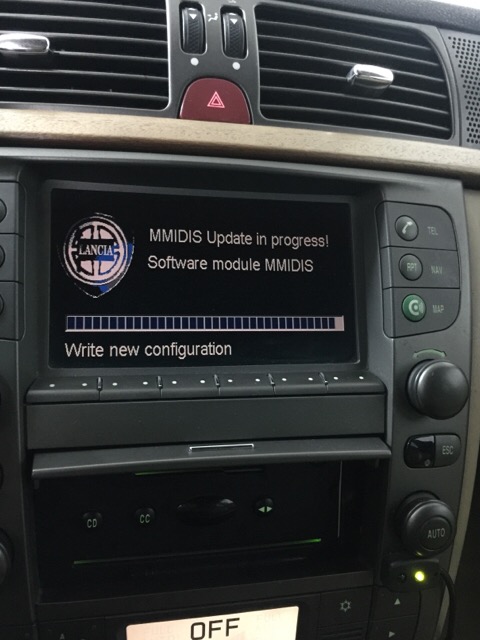 LANCIA
MMIDIS Update in progress!
Software module MMIDIS
Write new configuration
TEL
RPT
NAV
MAP
ESC
CD
CC
AUTO
OFF